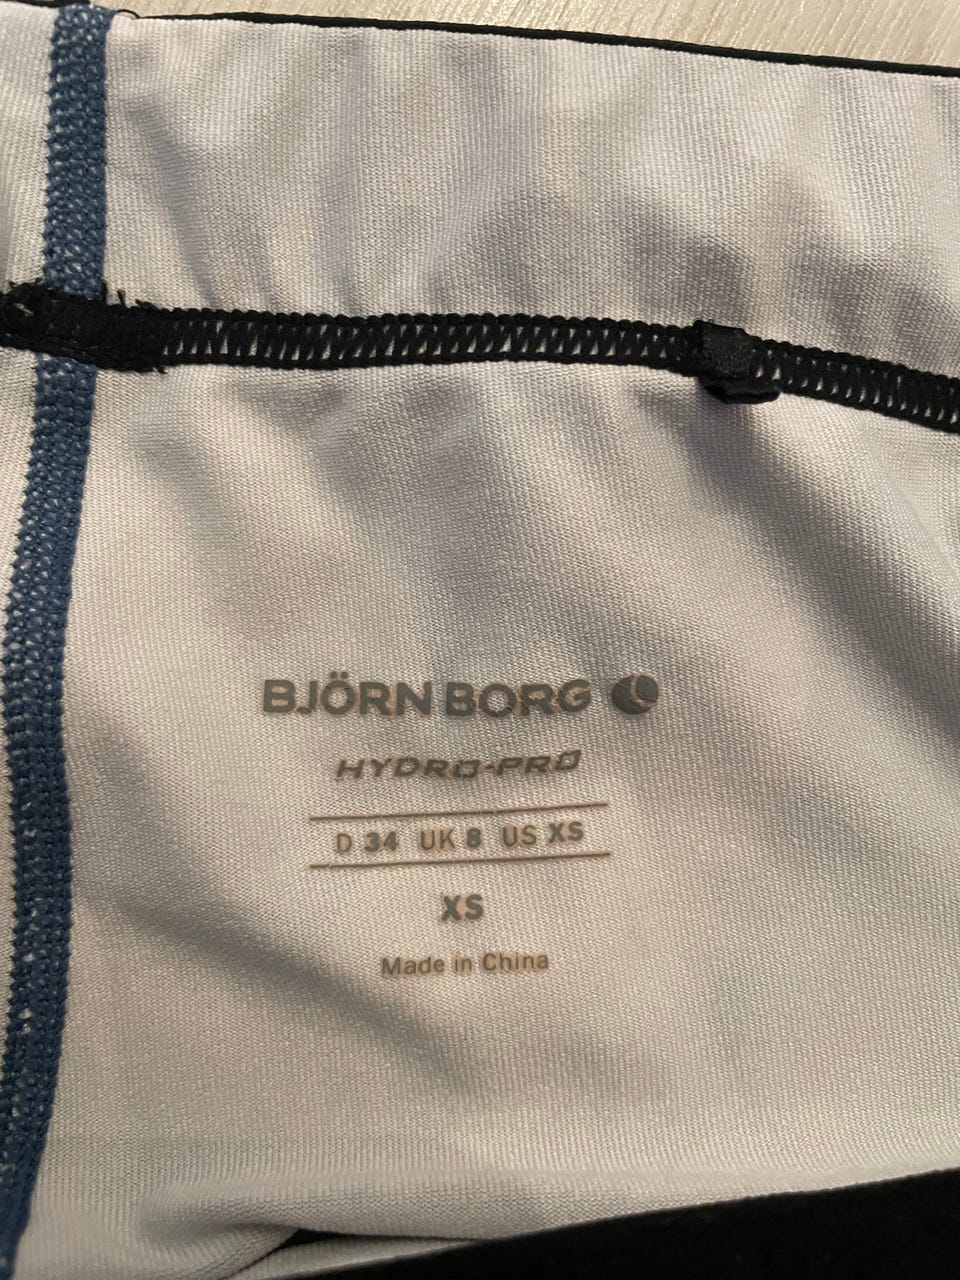 BJÖRN BORG
HYDRO-PRO
D 34 UK 8 US XS
XS
Made in China